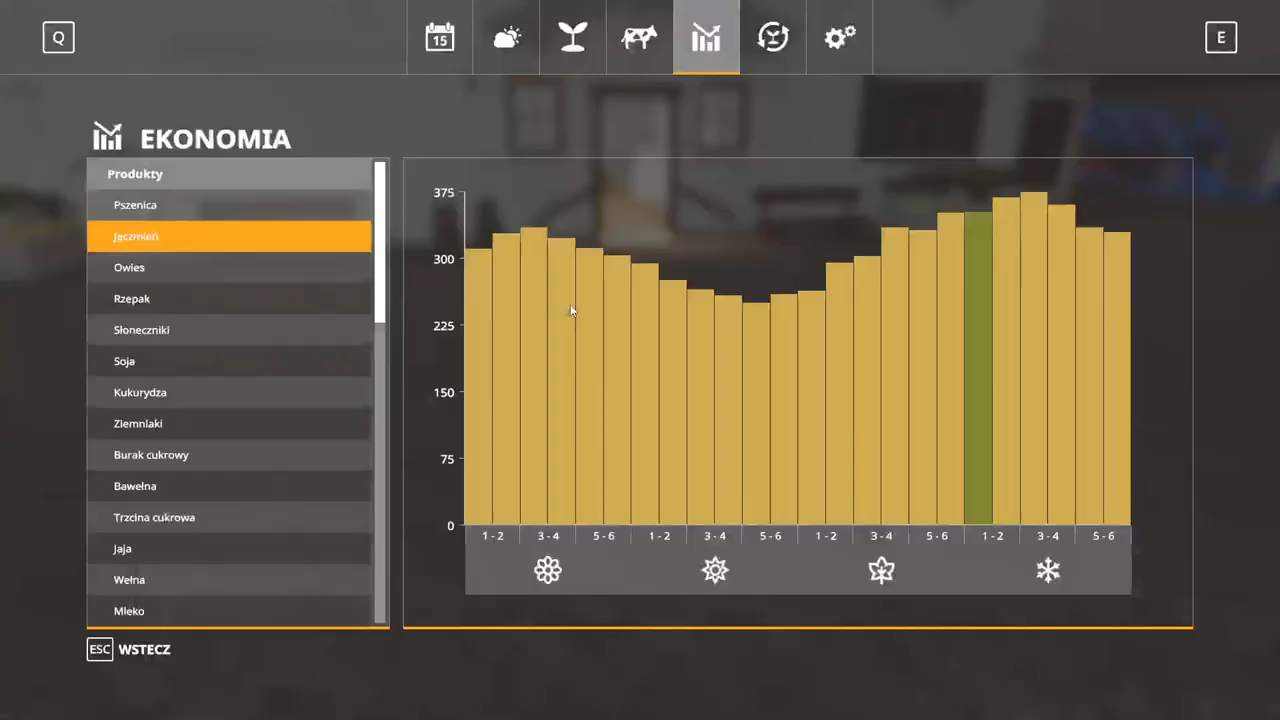 Q
15
E
EKONOMIA
Produkty
Pszenica
Jęczmień
Owies
Rzepak
Słoneczniki
Soja
Kukurydza
Ziemniaki
Burak cukrowy
Bawełna
Trzcina cukrowa
Jaja
Wełna
Mleko
375
300
225
150
75
0
1 - 2 3 - 4 5 - 6 1 - 2 3 - 4 5 - 6 1 - 2 3 - 4 5 - 6 1 - 2 3 - 4 5 - 6
ESC WSTECZ